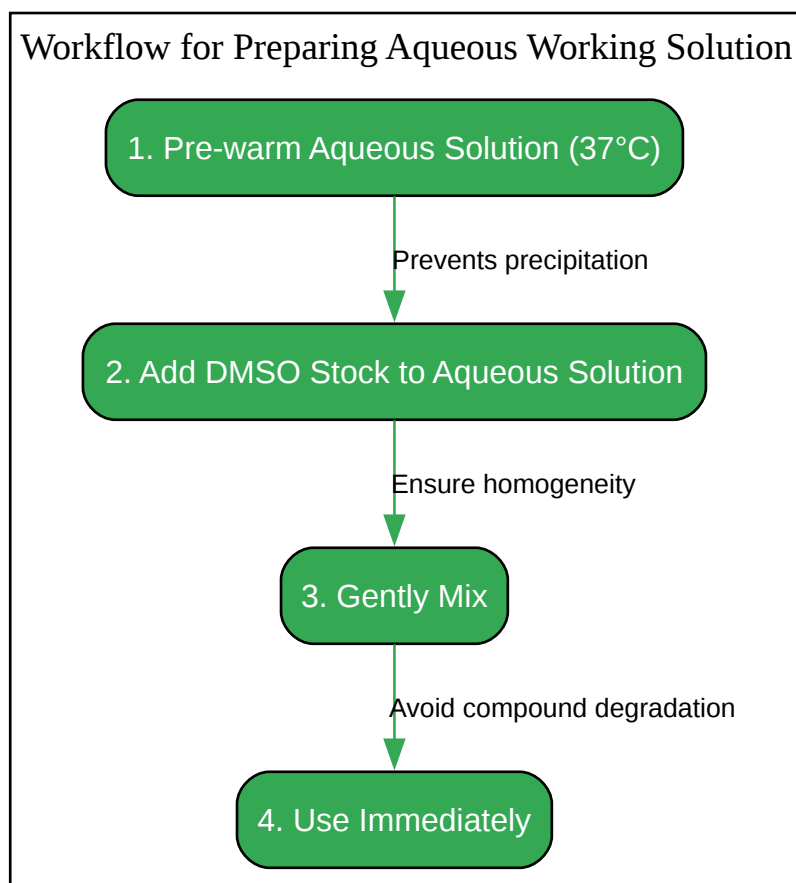 Workflow for Preparing Aqueous Working Solution
1. Pre-warm Aqueous Solution (37°C)
Prevents precipitation
2. Add DMSO Stock to Aqueous Solution
Ensure homogeneity
3. Gently Mix
Avoid compound degradation
4. Use Immediately